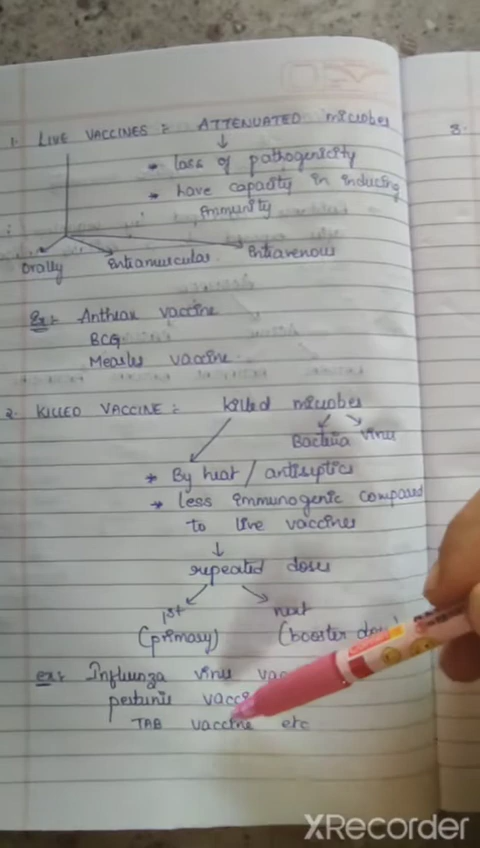 1. LIVE VACCINES : ATTENUATED microbes
* loss of pathogenicity
* have capacity in inducing
immunity
Orally Intramuscular Intravenous
Ex:- Anthrax vaccine
BCG
Measles vaccine
2. KILLED VACCINE : killed microbes
Bacteria virus
* By heat / antiseptics
* less immunogenic compared
to live vaccines
repeated doses
1st next
(primary) (booster dose)
ex: Influenza virus
pertusis
TAB vaccine etc
3.
XRecorder